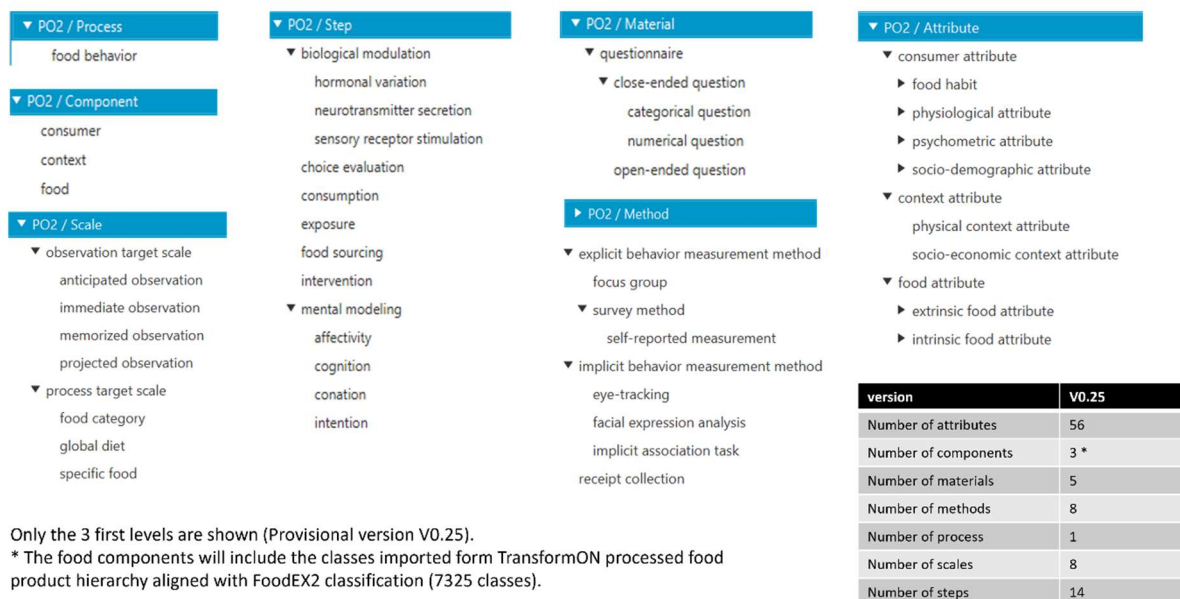 ▼ PO2 / Process
food behavior
▼ PO2 / Component
consumer
context
food
▼ PO2 / Scale
▼ observation target scale
anticipated observation
immediate observation
memorized observation
projected observation
▼ process target scale
food category
global diet
specific food
▼ PO2 / Step
▼ biological modulation
hormonal variation
neurotransmitter secretion
sensory receptor stimulation
choice evaluation
consumption
exposure
food sourcing
intervention
▼ mental modeling
affectivity
cognition
conation
intention
▼ PO2 / Material
▼ questionnaire
▼ close-ended question
categorical question
numerical question
open-ended question
▶ PO2 / Method
▼ explicit behavior measurement method
focus group
▼ survey method
self-reported measurement
▼ implicit behavior measurement method
eye-tracking
facial expression analysis
implicit association task
receipt collection
▼ PO2 / Attribute
▼ consumer attribute
▶ food habit
▶ physiological attribute
▶ psychometric attribute
▶ socio-demographic attribute
▼ context attribute
physical context attribute
socio-economic context attribute
▼ food attribute
▶ extrinsic food attribute
▶ intrinsic food attribute
version V0.25
Number of attributes 56
Number of components 3 *
Number of materials 5
Number of methods 8
Number of process 1
Number of scales 8
Number of steps 14
Only the 3 first levels are shown (Provisional version V0.25).
* The food components will include the classes imported form TransformON processed food
product hierarchy aligned with FoodEX2 classification (7325 classes).